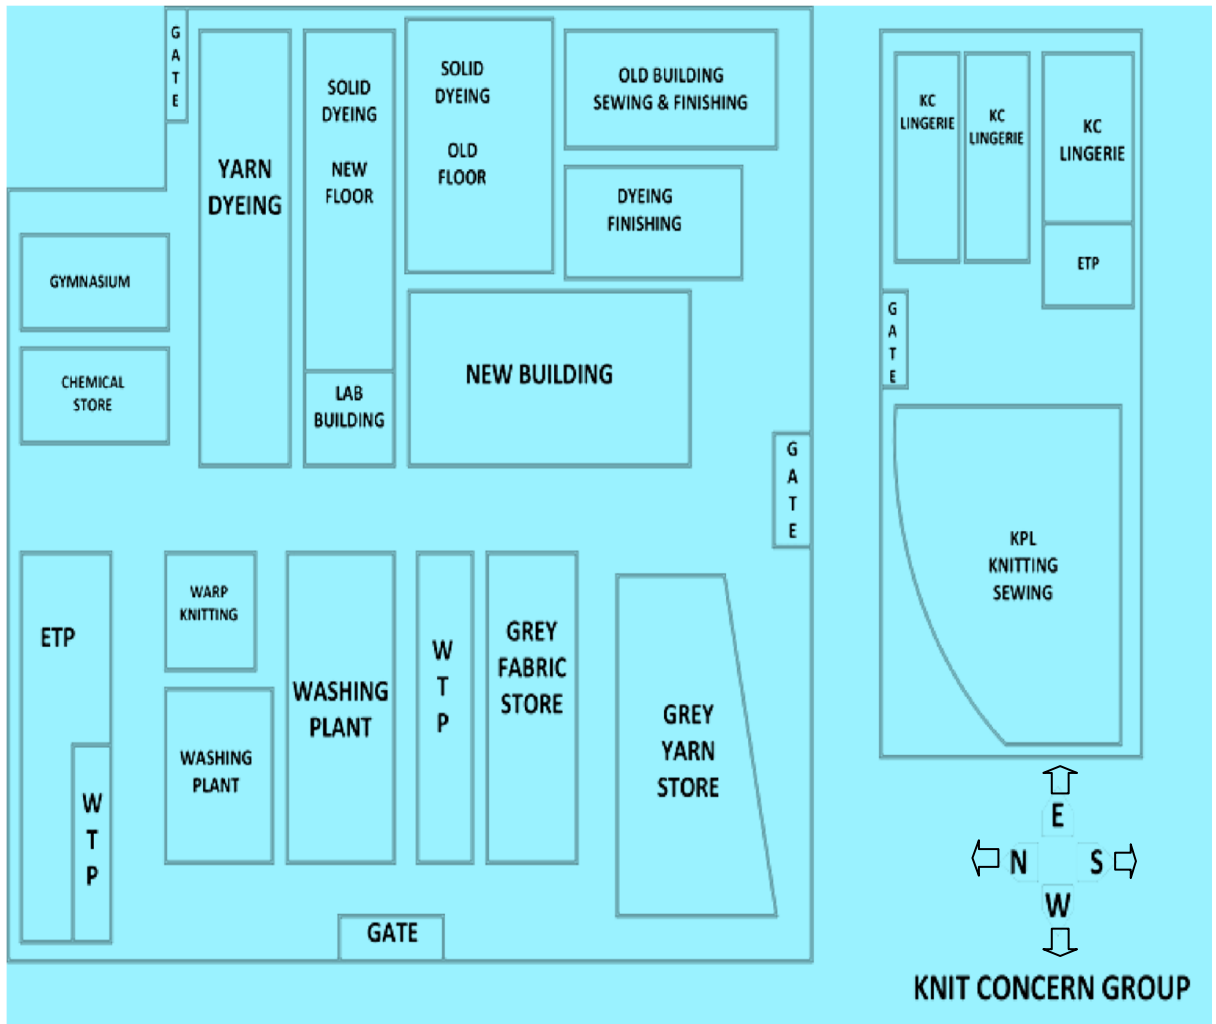 G
A
T
E
YARN
DYEING
SOLID
DYEING
NEW
FLOOR
LAB
BUILDING
SOLID
DYEING
OLD
FLOOR
OLD BUILDING
SEWING & FINISHING
DYEING
FINISHING
NEW BUILDING
GYMNASIUM
CHEMICAL
STORE
G
A
T
E
ETP
W
T
P
WARP
KNITTING
WASHING
PLANT
WASHING
PLANT
W
T
P
GREY
FABRIC
STORE
GREY
YARN
STORE
GATE
KC
LINGERIE
KC
LINGERIE
KC
LINGERIE
ETP
G
A
T
E
KPL
KNITTING
SEWING
E
N S
W
KNIT CONCERN GROUP